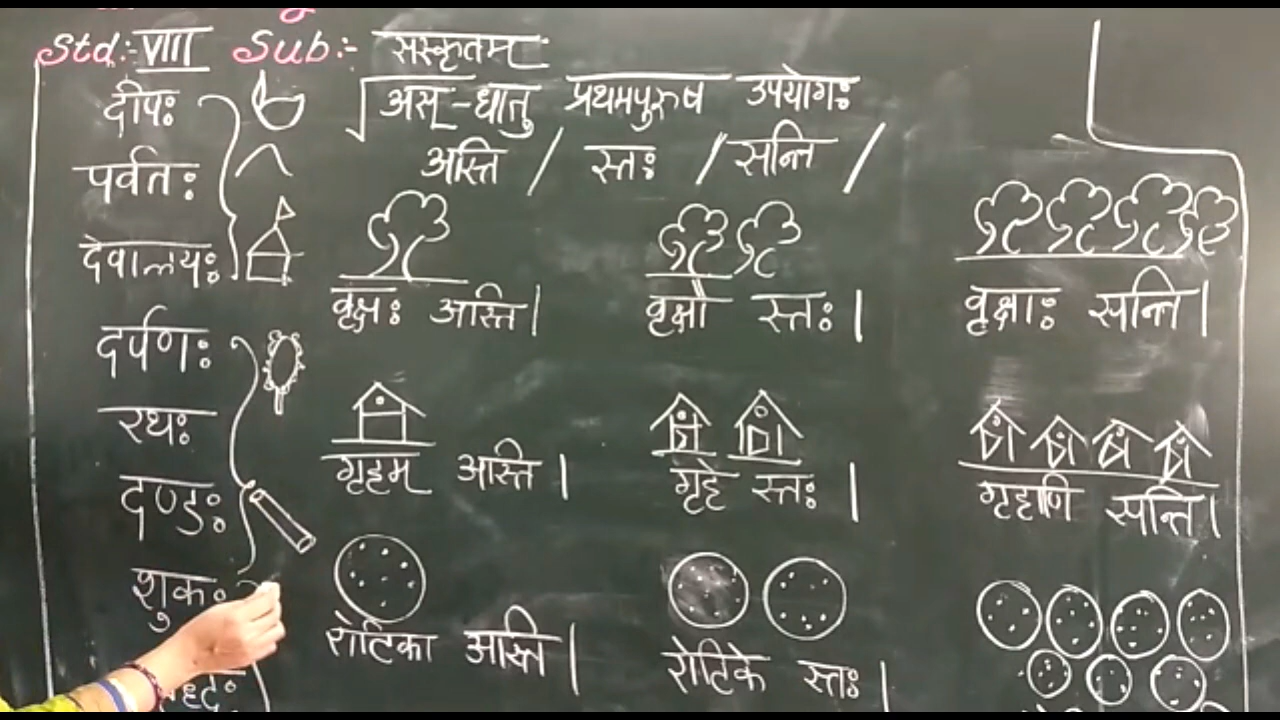 Std:- VIII Sub:- संस्कृतम्
√अस्-धातु प्रथमपुरुष उपयोगः
अस्ति / स्तः / सन्ति /
दीपः
पर्वतः
देवालयः
दर्पणः
रथः
दण्डः
शुकः
वृक्षः अस्ति। वृक्षौ स्तः। वृक्षाः सन्ति।
गृहम् अस्ति। गृहे स्तः। गृहाणि सन्ति।
रोटिका अस्ति। रोटिके स्तः।